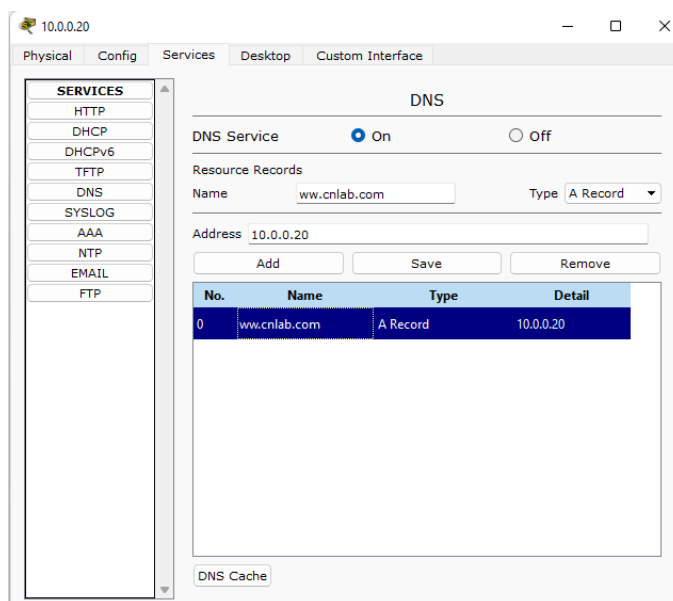 10.0.0.20
Physical Config Services Desktop Custom Interface
SERVICES
HTTP
DHCP
DHCPv6
TFTP
DNS
SYSLOG
AAA
NTP
EMAIL
FTP
DNS
DNS Service On Off
Resource Records
Name ww.cnlab.com Type A Record
Address 10.0.0.20
Add Save Remove
No. Name Type Detail
0 ww.cnlab.com A Record 10.0.0.20
DNS Cache